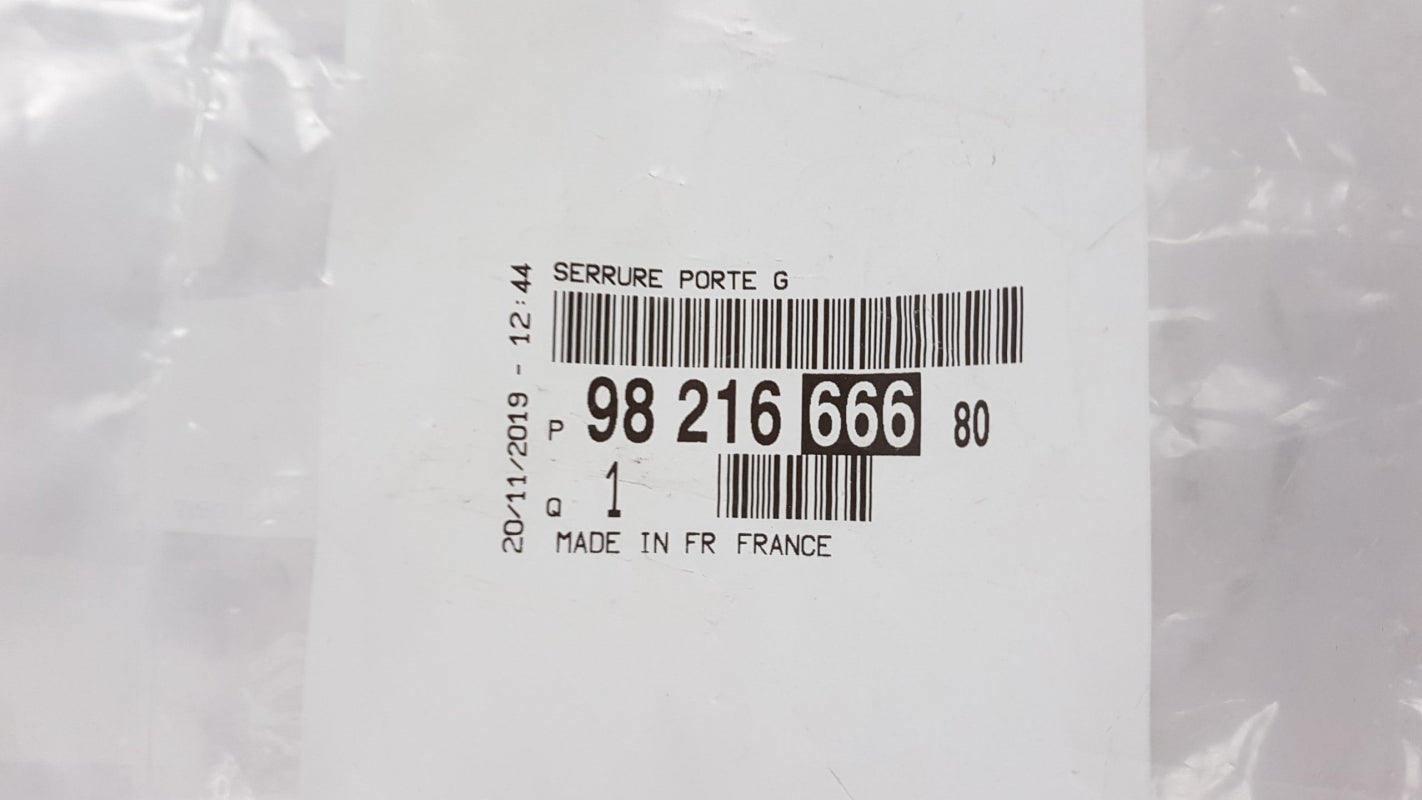 20/11/2019 - 12:44
SERRURE PORTE G
P 98 216 666 80
Q 1
MADE IN FR FRANCE